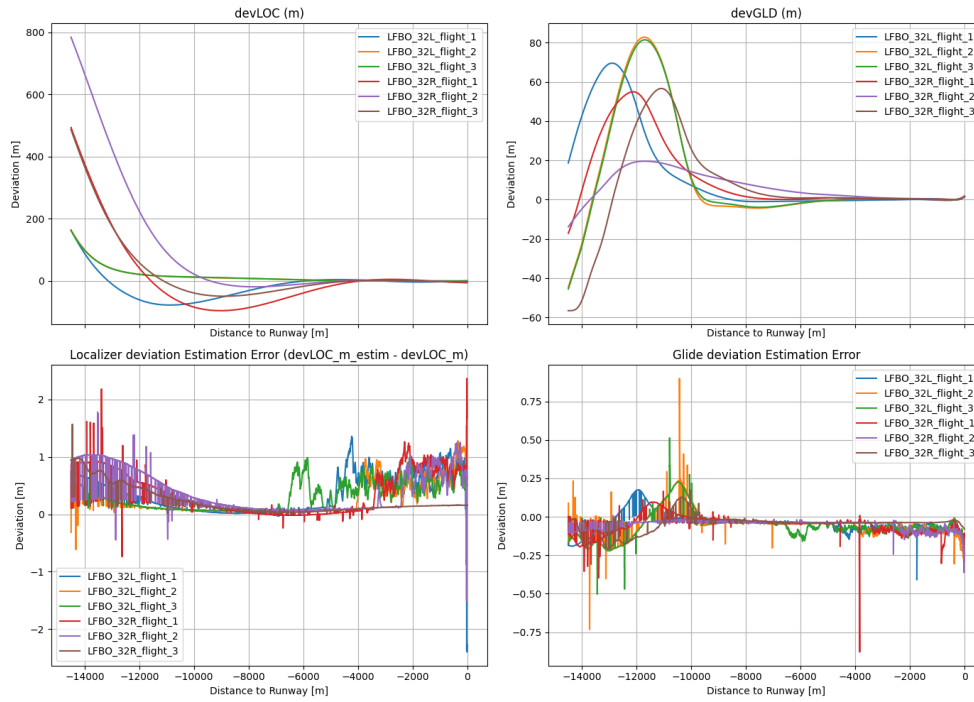 devLOC (m)
800
600
400
200
0
Deviation [m]
LFBO_32L_flight_1
LFBO_32L_flight_2
LFBO_32L_flight_3
LFBO_32R_flight_1
LFBO_32R_flight_2
LFBO_32R_flight_3
Distance to Runway [m]
devGLD (m)
80
60
40
20
0
−20
−40
−60
Deviation [m]
LFBO_32L_flight_1
LFBO_32L_flight_2
LFBO_32L_flight_3
LFBO_32R_flight_1
LFBO_32R_flight_2
LFBO_32R_flight_3
Distance to Runway [m]
Localizer deviation Estimation Error (devLOC_m_estim - devLOC_m)
2
1
0
−1
−2
Deviation [m]
LFBO_32L_flight_1
LFBO_32L_flight_2
LFBO_32L_flight_3
LFBO_32R_flight_1
LFBO_32R_flight_2
LFBO_32R_flight_3
−14000 −12000 −10000 −8000 −6000 −4000 −2000 0
Distance to Runway [m]
Glide deviation Estimation Error
0.75
0.50
0.25
0.00
−0.25
−0.50
−0.75
Deviation [m]
LFBO_32L_flight_1
LFBO_32L_flight_2
LFBO_32L_flight_3
LFBO_32R_flight_1
LFBO_32R_flight_2
LFBO_32R_flight_3
−14000 −12000 −10000 −8000 −6000 −4000 −2000 0
Distance to Runway [m]